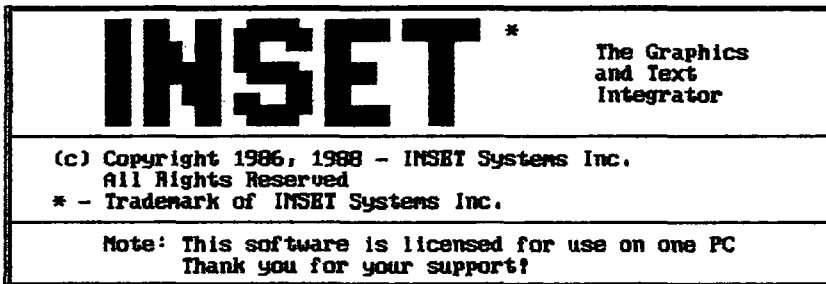 INSET *
The Graphics
and Text
Integrator
(c) Copyright 1986, 1988 - INSET Systems Inc.
All Rights Reserved
* - Trademark of INSET Systems Inc.
Note: This software is licensed for use on one PC
Thank you for your support!